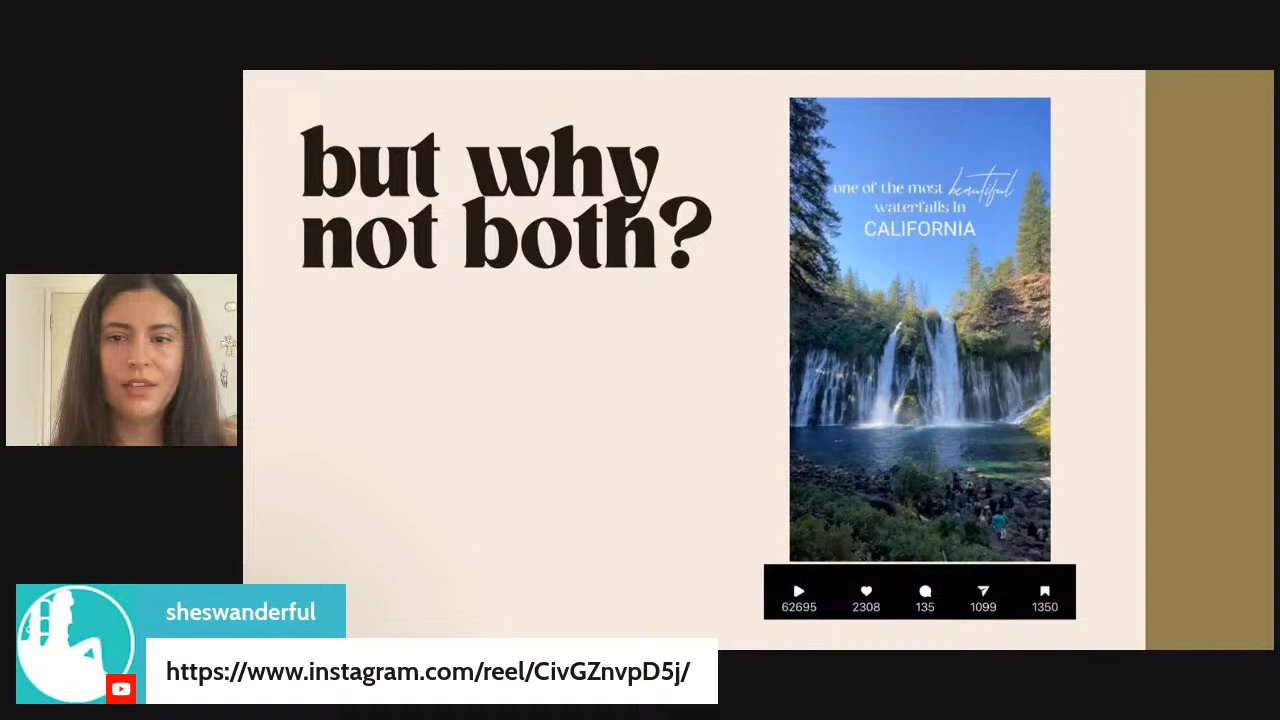 but why
not both?
one of the most beautiful
waterfalls in
CALIFORNIA
62695 2308 135 1099 1350
sheswanderful
https://www.instagram.com/reel/CivGZnvpD5j/